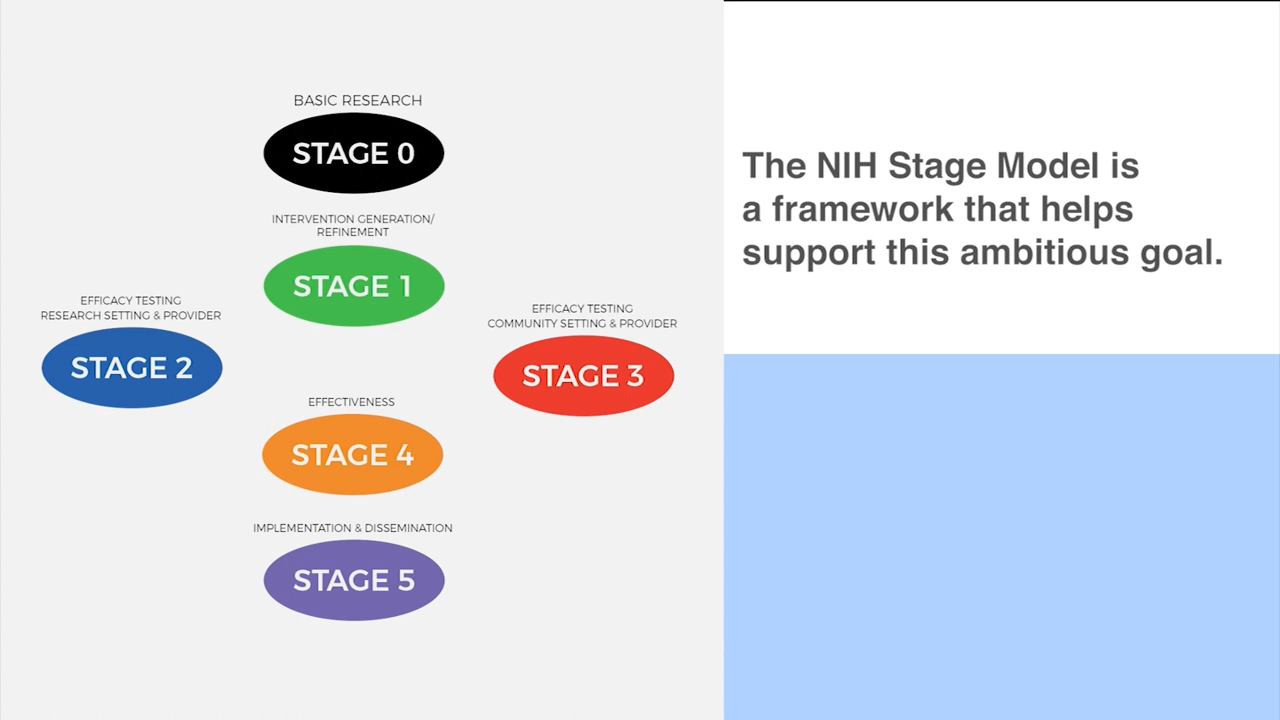 BASIC RESEARCH
STAGE 0
INTERVENTION GENERATION/
REFINEMENT
STAGE 1
EFFICACY TESTING
RESEARCH SETTING & PROVIDER
STAGE 2
EFFICACY TESTING
COMMUNITY SETTING & PROVIDER
STAGE 3
EFFECTIVENESS
STAGE 4
IMPLEMENTATION & DISSEMINATION
STAGE 5
The NIH Stage Model is
a framework that helps
support this ambitious goal.